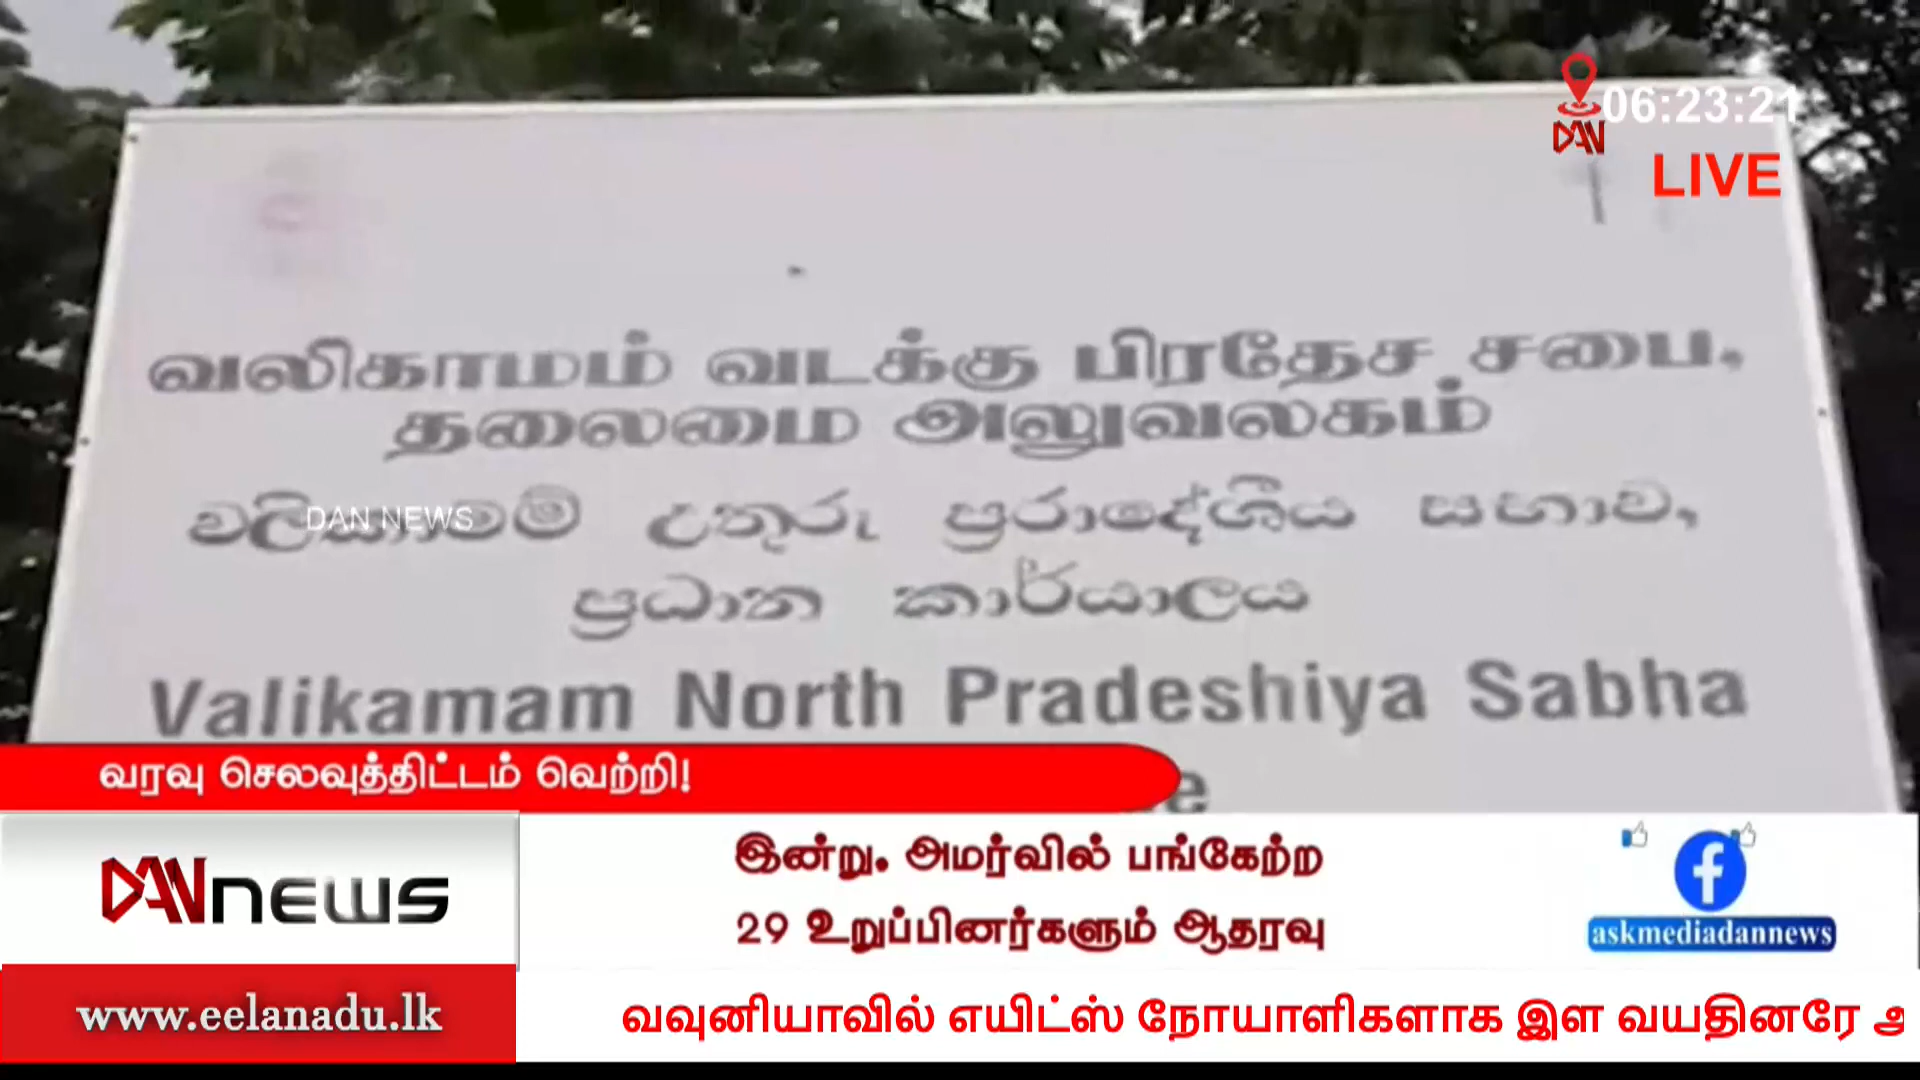 06:23:21
DAN
LIVE
வலிகாமம் வடக்கு பிரதேச சபை,
தலைமை அலுவலகம்
වලිකාමම් උතුරු ප්‍රරාදේශීය සභාව,
DAN NEWS
ප්‍රධාන කාර්යාලය
Valikamam North Pradeshiya Sabha
வரவு செலவுத்திட்டம் வெற்றி!
DAN news
இன்று. அமர்வில் பங்கேற்ற
29 உறுப்பினர்களும் ஆதரவு
askmediadannews
www.eelanadu.lk
வவுனியாவில் எயிட்ஸ் நோயாளிகளாக இள வயதினரே அ